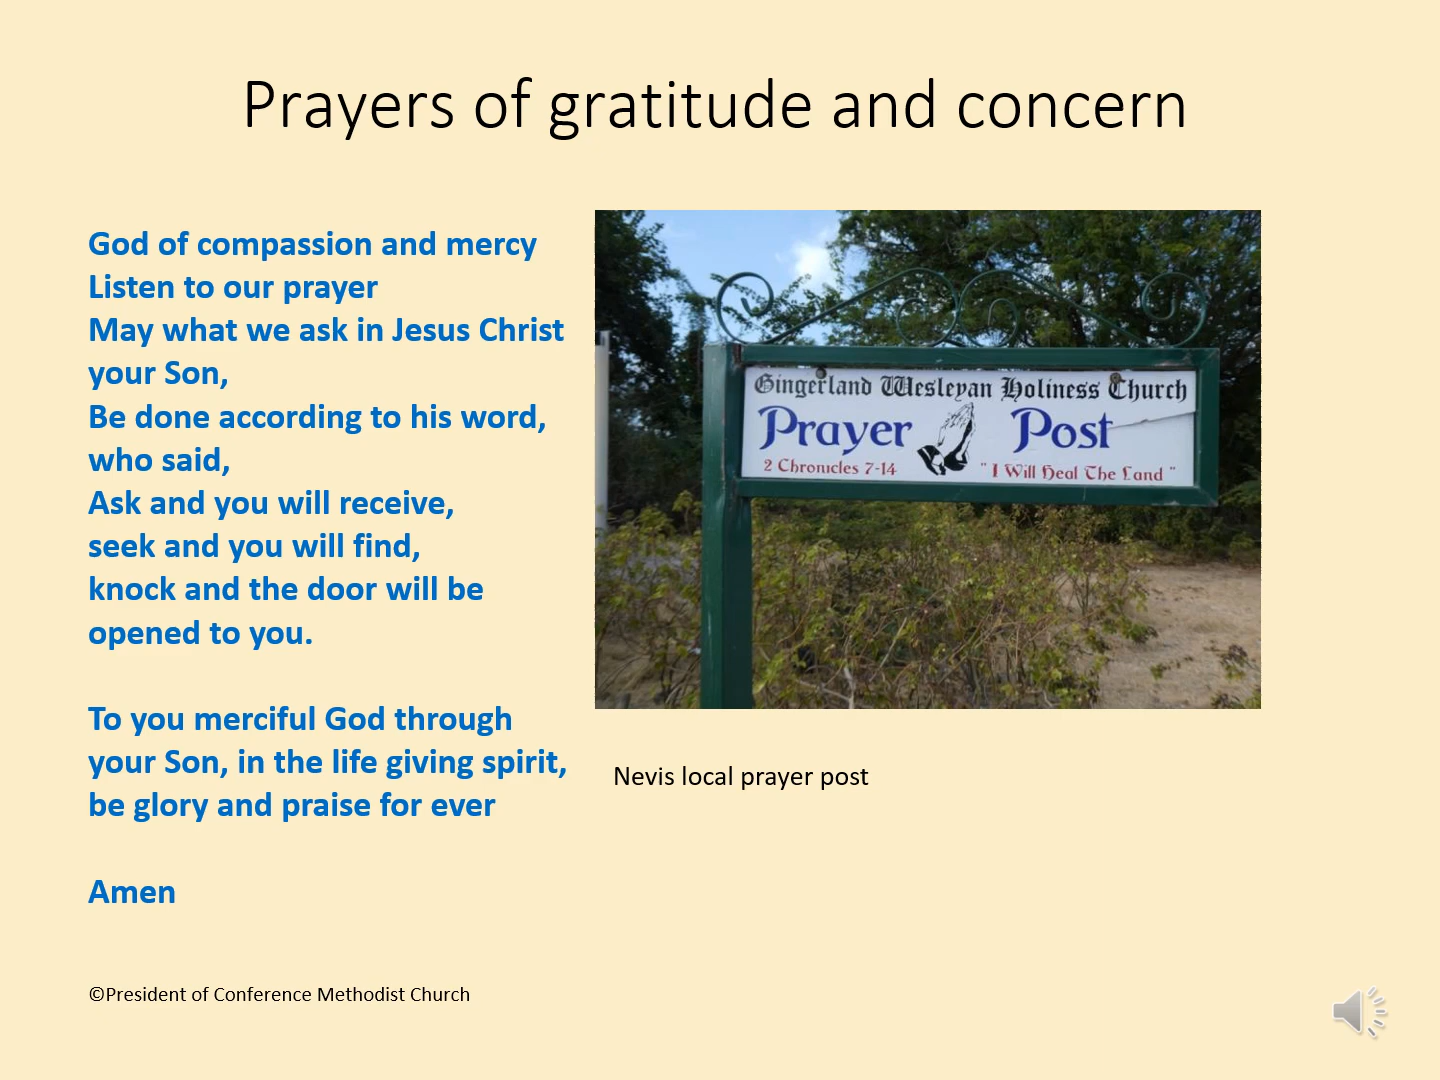 Prayers of gratitude and concern
God of compassion and mercy
Listen to our prayer
May what we ask in Jesus Christ
your Son,
Be done according to his word,
who said,
Ask and you will receive,
seek and you will find,
knock and the door will be
opened to you.
To you merciful God through
your Son, in the life giving spirit,
be glory and praise for ever
Amen
©President of Conference Methodist Church
Gingerland Wesleyan Holiness Church
Prayer Post
2 Chronicles 7-14 "I Will Heal The Land"
Nevis local prayer post